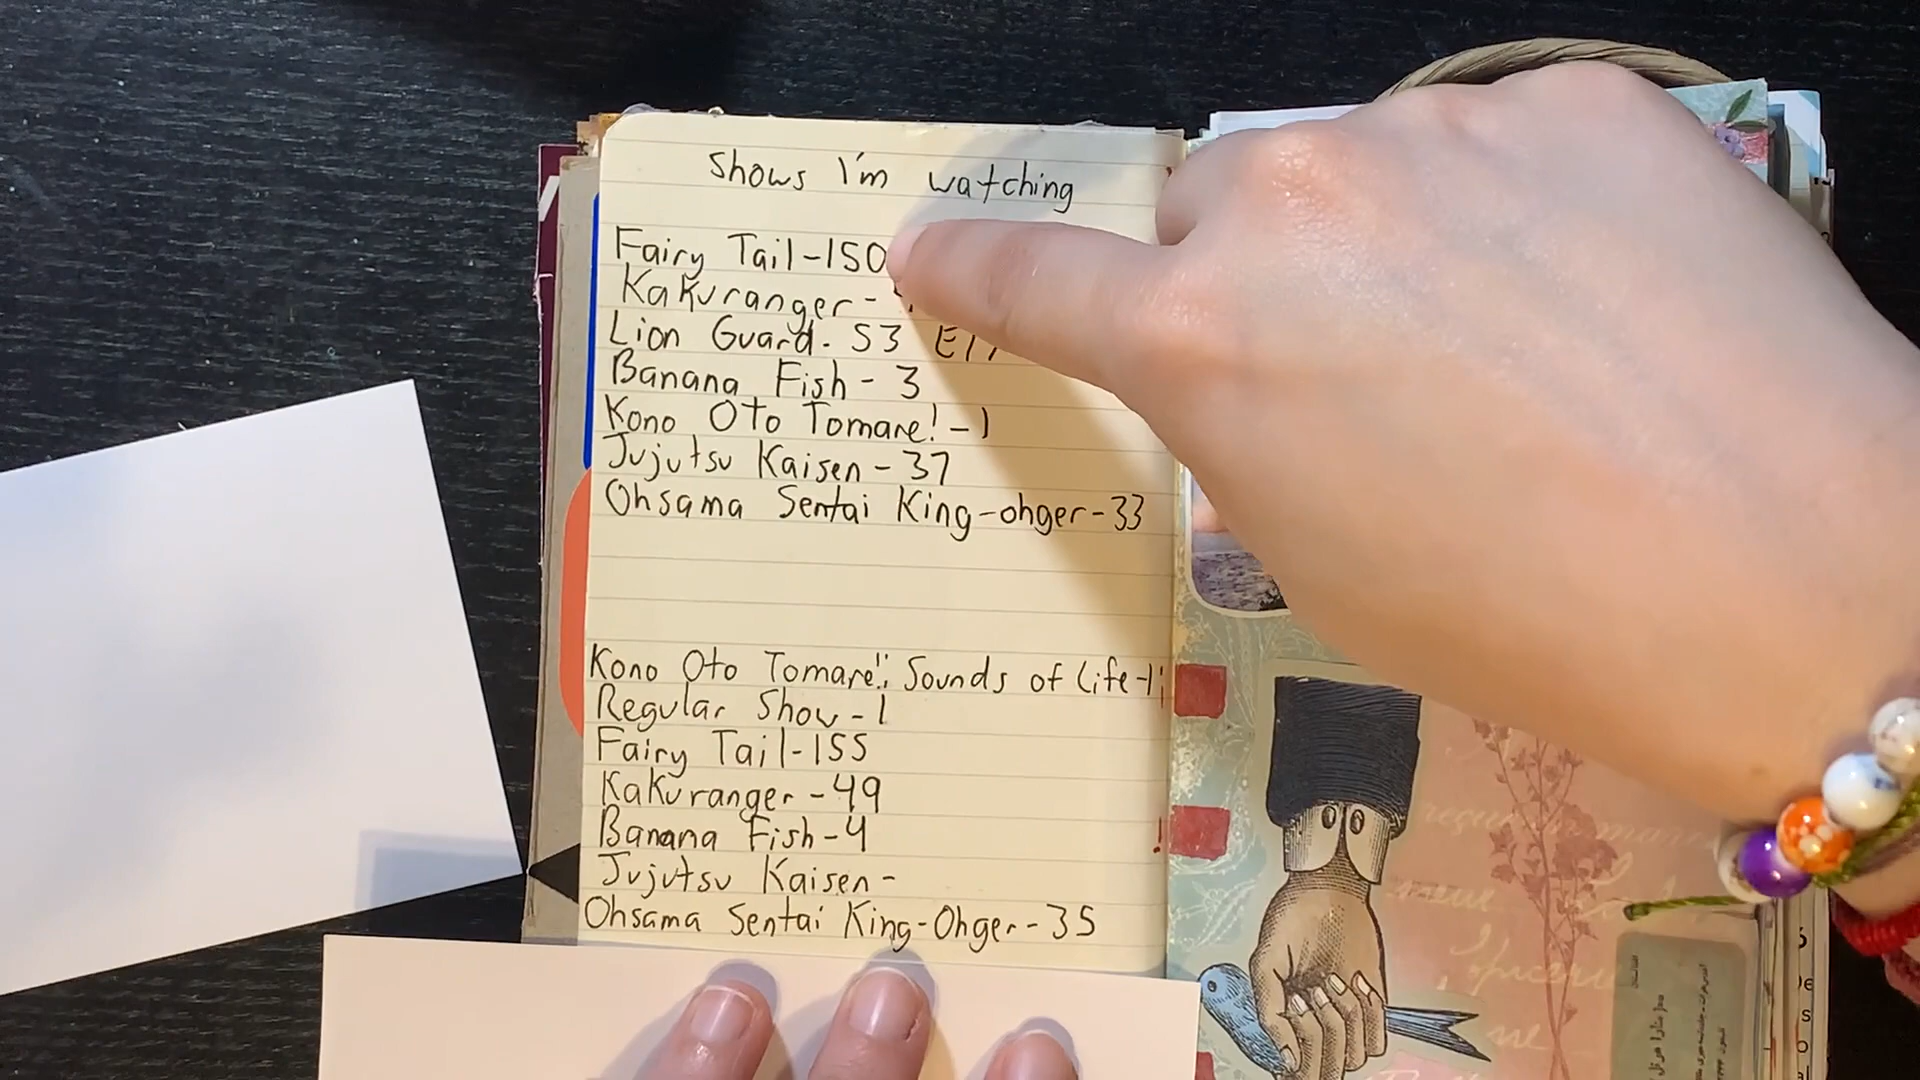 Shows I'm watching
Fairy Tail-150
Kakuranger-
Lion Guard. S3
Banana Fish - 3
Kono Oto Tomare! - 1
Jujutsu Kaisen - 37
Ohsama Sentai King-ohger-33
Kono Oto Tomare!: Sounds of Life-1
Regular Show - 1
Fairy Tail-155
Kakuranger - 49
Banana Fish-4
Jujutsu Kaisen -
Ohsama Sentai King-Ohger-35